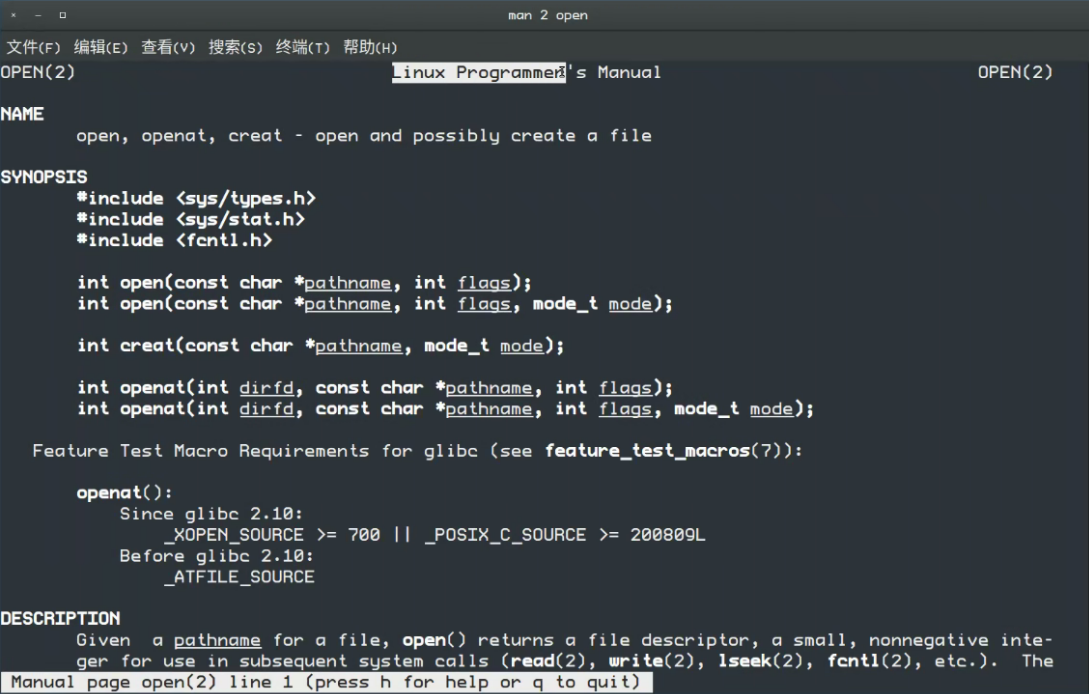 man 2 open
文件(F) 编辑(E) 查看(V) 搜索(S) 终端(T) 帮助(H)
OPEN(2) Linux Programmer's Manual OPEN(2)
NAME
open, openat, creat - open and possibly create a file
SYNOPSIS
#include <sys/types.h>
#include <sys/stat.h>
#include <fcntl.h>
int open(const char *pathname, int flags);
int open(const char *pathname, int flags, mode_t mode);
int creat(const char *pathname, mode_t mode);
int openat(int dirfd, const char *pathname, int flags);
int openat(int dirfd, const char *pathname, int flags, mode_t mode);
Feature Test Macro Requirements for glibc (see feature_test_macros(7)):
openat():
Since glibc 2.10:
_XOPEN_SOURCE >= 700 || _POSIX_C_SOURCE >= 200809L
Before glibc 2.10:
_ATFILE_SOURCE
DESCRIPTION
Given a pathname for a file, open() returns a file descriptor, a small, nonnegative inte-
ger for use in subsequent system calls (read(2), write(2), lseek(2), fcntl(2), etc.). The
Manual page open(2) line 1 (press h for help or q to quit)